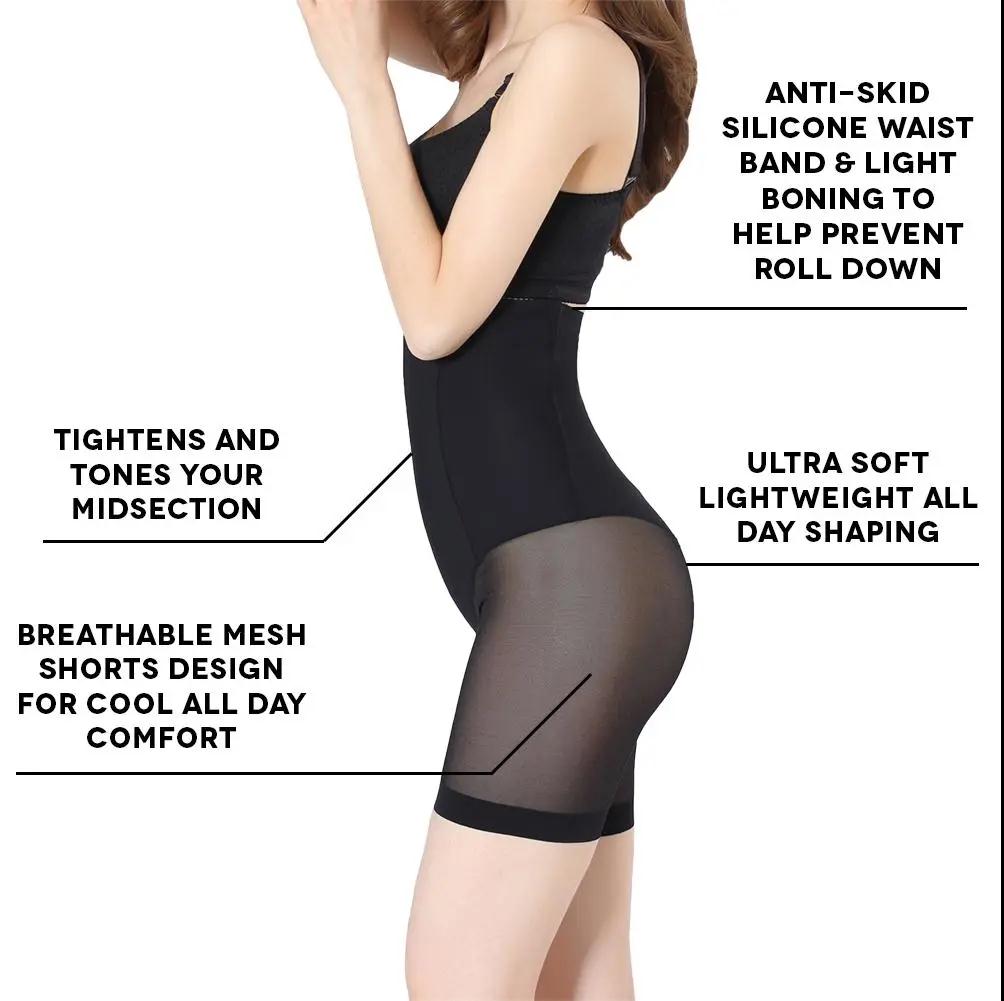 ANTI-SKID
SILICONE WAIST
BAND & LIGHT
BONING TO
HELP PREVENT
ROLL DOWN
TIGHTENS AND
TONES YOUR
MIDSECTION
ULTRA SOFT
LIGHTWEIGHT ALL
DAY SHAPING
BREATHABLE MESH
SHORTS DESIGN
FOR COOL ALL DAY
COMFORT